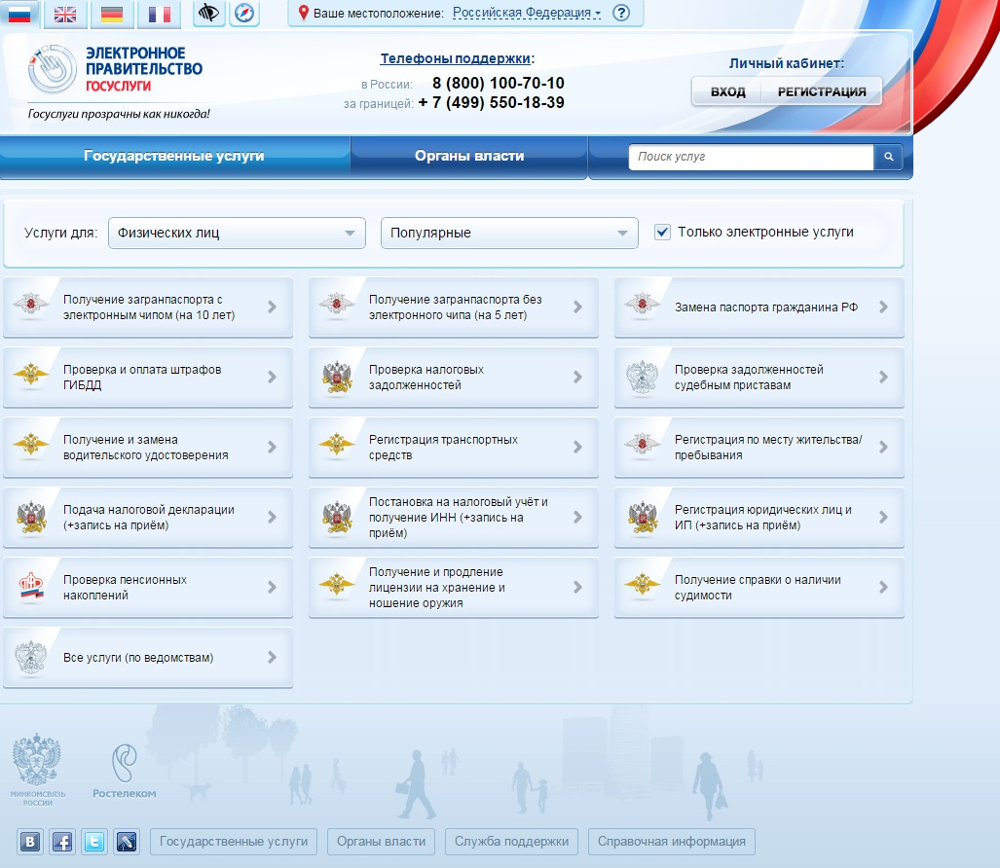 Ваше местоположение: Российская Федерация ?
ЭЛЕКТРОННОЕ
ПРАВИТЕЛЬСТВО
ГОСУСЛУГИ
Госуслуги прозрачны как никогда!
Телефоны поддержки:
в России: 8 (800) 100-70-10
за границей: + 7 (499) 550-18-39
Личный кабинет:
ВХОД РЕГИСТРАЦИЯ
Государственные услуги Органы власти Поиск услуг
Услуги для: Физических лиц Популярные Только электронные услуги
Получение загранпаспорта с
электронным чипом (на 10 лет)
Получение загранпаспорта без
электронного чипа (на 5 лет)
Замена паспорта гражданина РФ
Проверка и оплата штрафов
ГИБДД
Проверка налоговых
задолженностей
Проверка задолженностей
судебным приставам
Получение и замена
водительского удостоверения
Регистрация транспортных
средств
Регистрация по месту жительства/
пребывания
Подача налоговой декларации
(+запись на приём)
Постановка на налоговый учёт и
получение ИНН (+запись на
приём)
Регистрация юридических лиц и
ИП (+запись на приём)
Проверка пенсионных
накоплений
Получение и продление
лицензии на хранение и
ношение оружия
Получение справки о наличии
судимости
Все услуги (по ведомствам)
МИНКОМСВЯЗЬ
РОССИИ
Ростелеком
Государственные услуги Органы власти Служба поддержки Справочная информация